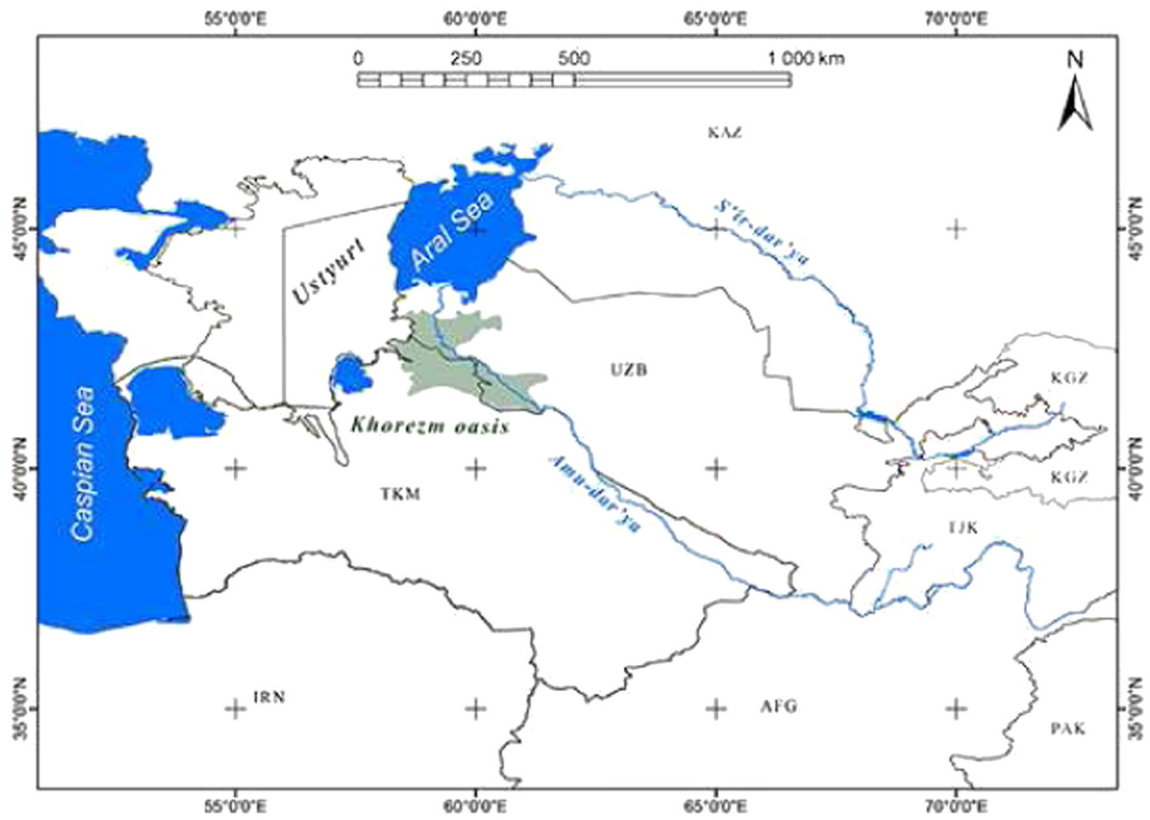 55°0'0"E 60°0'0"E 65°0'0"E 70°0'0"E
0 250 500 1 000 km
N
KAZ
45°0'0"N
45°0'0"N
Aral Sea
S'ir-dar'ya
Ustyurt
UZB
KGZ
Khorezm oasis
Caspian Sea
40°0'0"N
40°0'0"N
Amu-dar'ya
TKM
KGZ
TJK
IRN
AFG
PAK
35°0'0"N
35°0'0"N
55°0'0"E 60°0'0"E 65°0'0"E 70°0'0"E